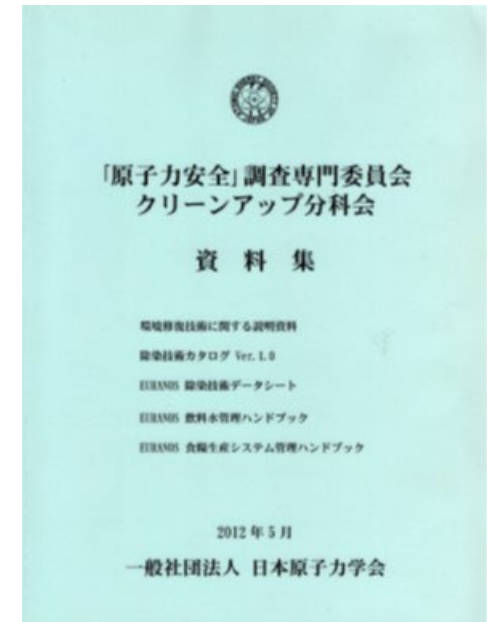 「原子力安全」調査専門委員会
クリーンアップ分科会
資 料 集
環境修復技術に関する説明資料
除染技術カタログ Ver.1.0
EURANOS 除染技術データシート
EURANOS 飲料水管理ハンドブック
EURANOS 食糧生産システム管理ハンドブック
2012年5月
一般社団法人 日本原子力学会